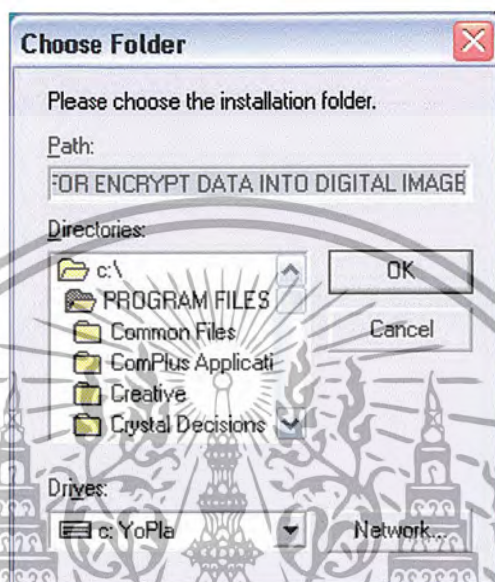 Choose Folder
Please choose the installation folder.
Path:
FOR ENCRYPT DATA INTO DIGITAL IMAGE
Directories:
c:\
OK
PROGRAM FILES
Common Files
Cancel
ComPlus Applicati
Creative
Crystal Decisions
Drives:
c: YoPla
Network...